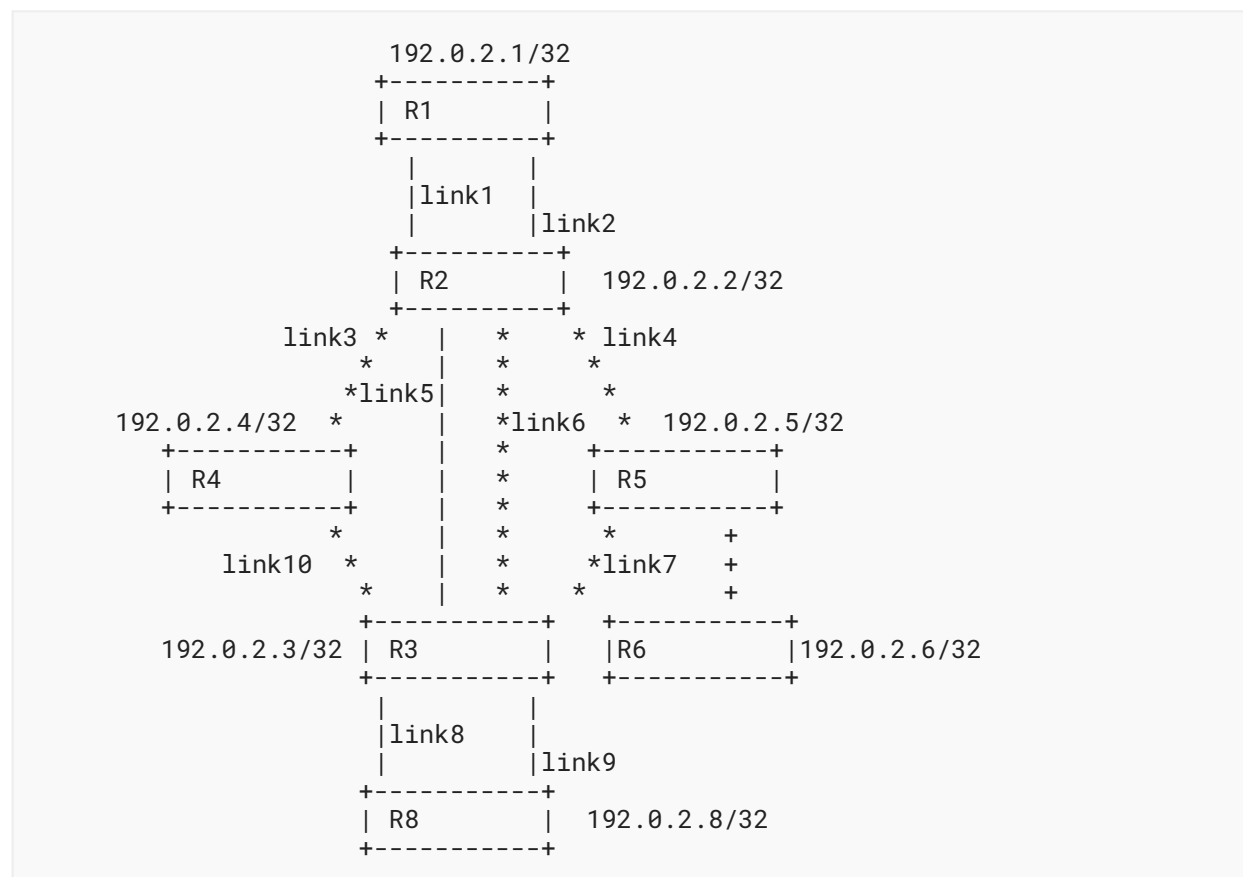 192.0.2.1/32
+----------+
| R1         |
+----------+
|       |
|link1  |
|       |link2
+----------+
| R2         |  192.0.2.2/32
+----------+
link3 *   |   *    * link4
*    |   *     *
*link5|   *      *
192.0.2.4/32  *      |   *link6  *  192.0.2.5/32
+-----------+     |   *     +-----------+
| R4        |     |   *     | R5        |
+-----------+     |   *     +-----------+
*      |   *      *       +
link10  *     |   *     *link7   +
*    |   *    *         +
+-----------+   +-----------+
192.0.2.3/32 | R3        |   |R6         |192.0.2.6/32
+-----------+   +-----------+
|         |
|link8    |
|         |link9
+-----------+
| R8        |  192.0.2.8/32
+-----------+